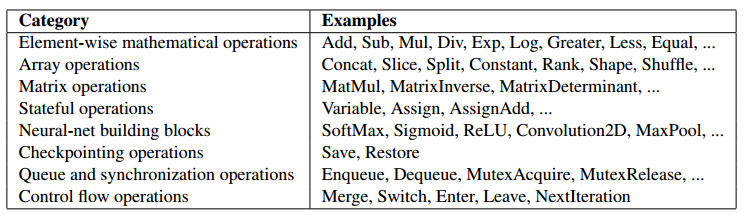 Category Examples
Element-wise mathematical operations Add, Sub, Mul, Div, Exp, Log, Greater, Less, Equal, ...
Array operations Concat, Slice, Split, Constant, Rank, Shape, Shuffle, ...
Matrix operations MatMul, MatrixInverse, MatrixDeterminant, ...
Stateful operations Variable, Assign, AssignAdd, ...
Neural-net building blocks SoftMax, Sigmoid, ReLU, Convolution2D, MaxPool, ...
Checkpointing operations Save, Restore
Queue and synchronization operations Enqueue, Dequeue, MutexAcquire, MutexRelease, ...
Control flow operations Merge, Switch, Enter, Leave, NextIteration